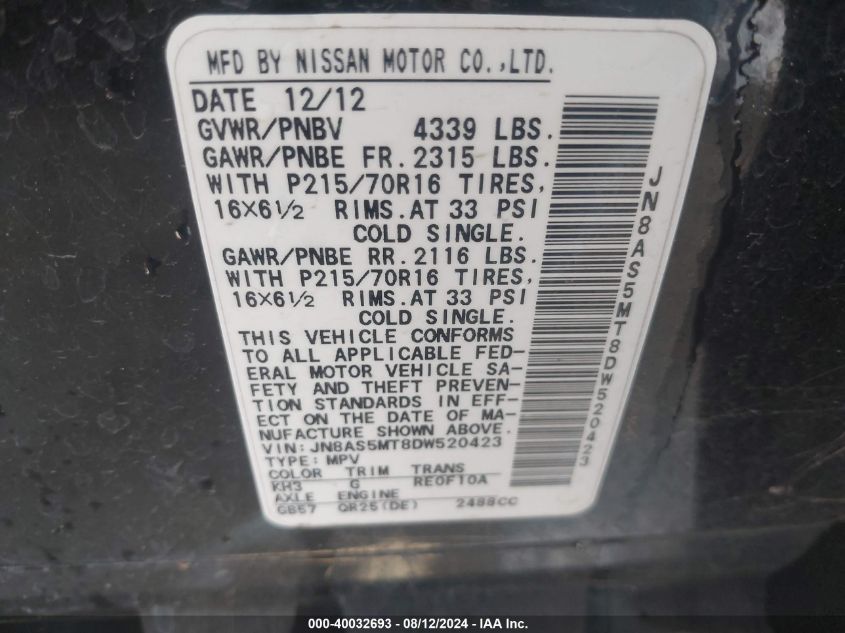 MFD BY NISSAN MOTOR CO.,LTD.
DATE 12/12
GVWR/PNBV 4339 LBS.
GAWR/PNBE FR. 2315 LBS.
WITH P215/70R16 TIRES,
16X6½ RIMS. AT 33 PSI
COLD SINGLE.
GAWR/PNBE RR. 2116 LBS.
WITH P215/70R16 TIRES,
16X6½ RIMS. AT 33 PSI
COLD SINGLE.
THIS VEHICLE CONFORMS
TO ALL APPLICABLE FED-
ERAL MOTOR VEHICLE SA-
FETY AND THEFT PREVEN-
TION STANDARDS IN EFF-
ECT ON THE DATE OF MA-
NUFACTURE SHOWN ABOVE.
VIN: JN8AS5MT8DW520423
TYPE: MPV
COLOR TRIM TRANS
KH3 G RE0F10A
AXLE ENGINE
GB57 QR25(DE) 2488CC
JN8AS5MT8DW520423
000-40032693 - 08/12/2024 - IAA Inc.